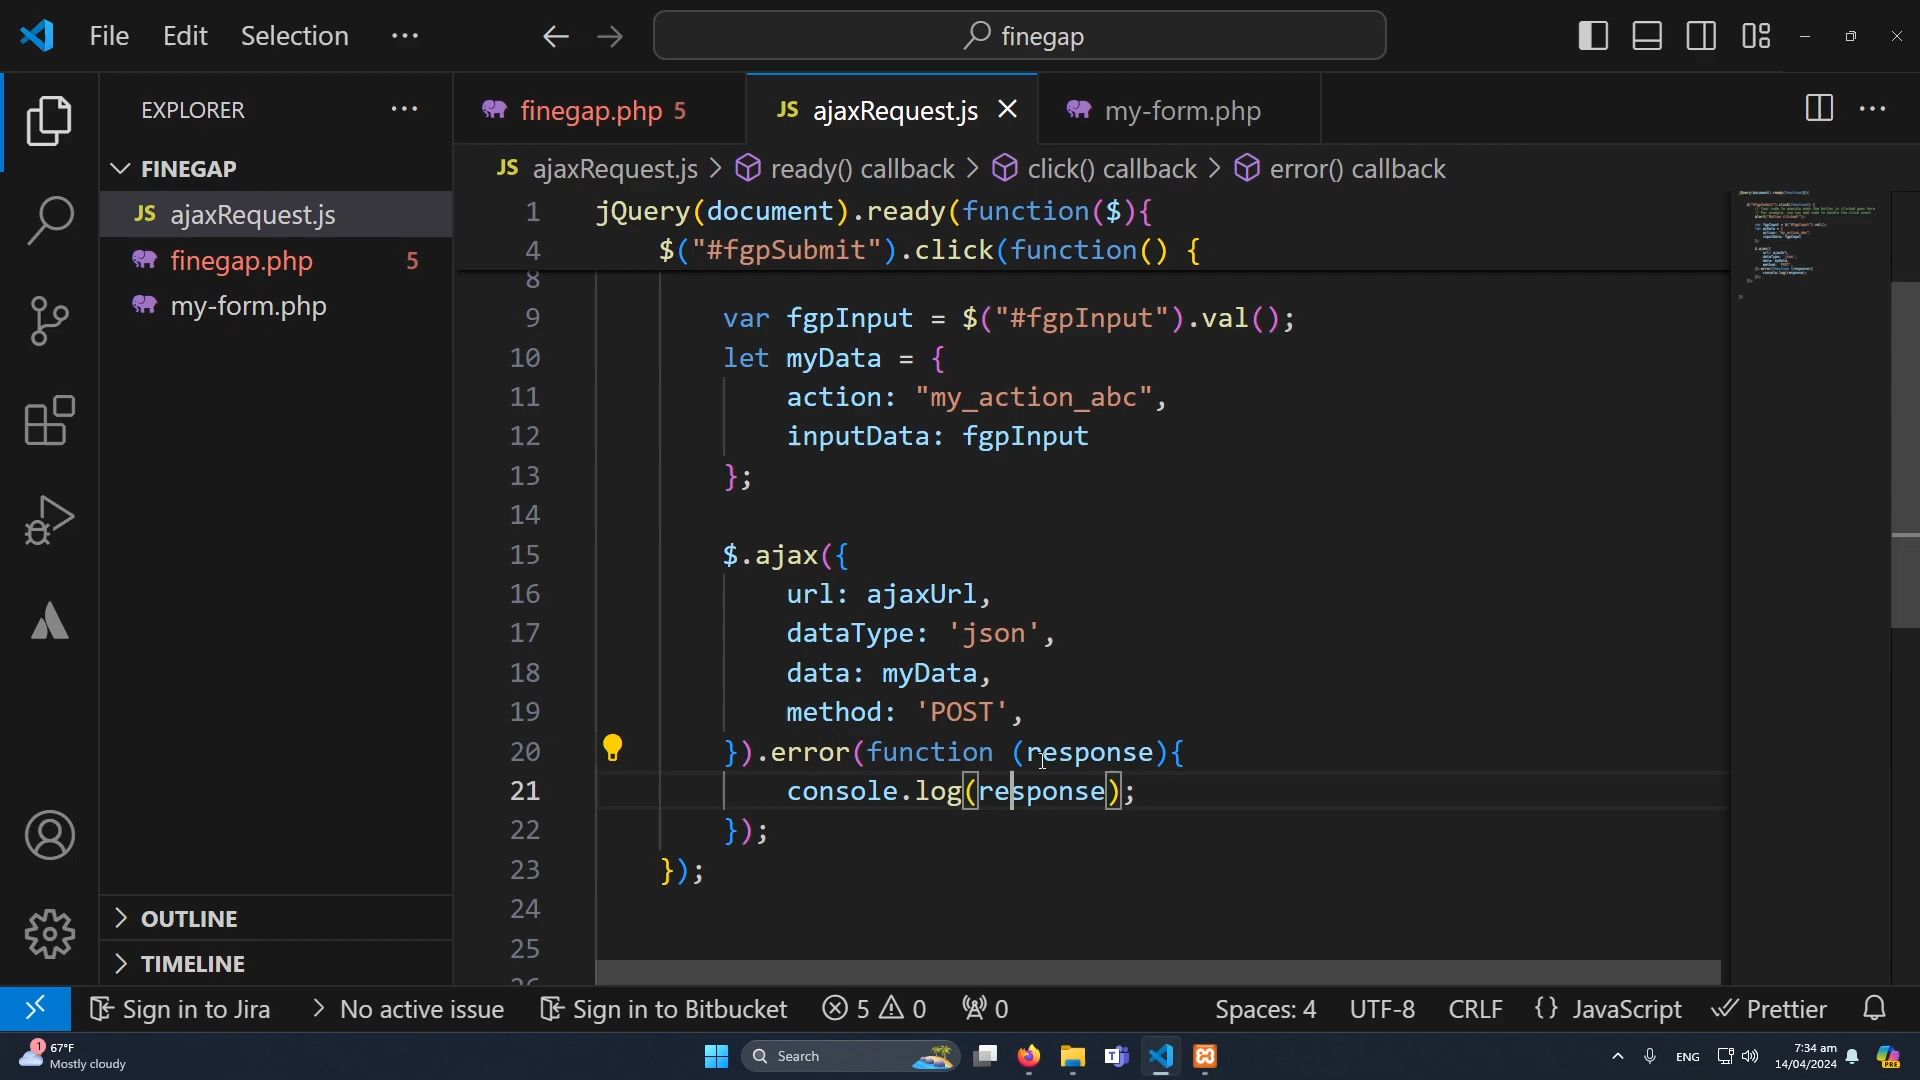 File Edit Selection ···
finegap
EXPLORER ···
FINEGAP
JS ajaxRequest.js
finegap.php 5
my-form.php
OUTLINE
TIMELINE
finegap.php 5
JS ajaxRequest.js
my-form.php
JS ajaxRequest.js > ready() callback > click() callback > error() callback
1 jQuery(document).ready(function($){
4 $("#fgpSubmit").click(function() {
8
9 var fgpInput = $("#fgpInput").val();
10 let myData = {
11 action: "my_action_abc",
12 inputData: fgpInput
13 };
14
15 $.ajax({
16 url: ajaxUrl,
17 dataType: 'json',
18 data: myData,
19 method: 'POST',
20 }).error(function (response){
21 console.log(response);
22 });
23 });
24
25
Sign in to Jira > No active issue Sign in to Bitbucket 5 0 0 Spaces: 4 UTF-8 CRLF {} JavaScript Prettier
1 67°F
Mostly cloudy
Search
ENG
7:34 am
14/04/2024
PRE